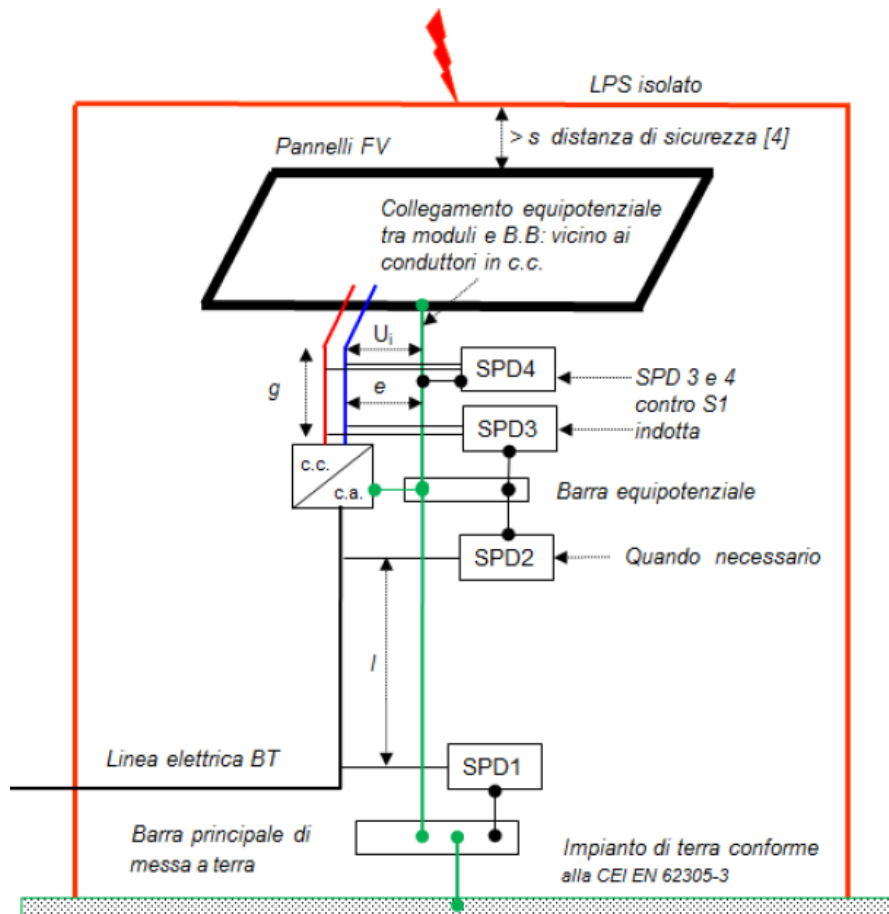 LPS isolato
> s distanza di sicurezza [4]
Pannelli FV
Collegamento equipotenziale
tra moduli e B.B: vicino ai
conduttori in c.c.
Ui
SPD4
g
e
SPD 3 e 4
contro S1
indotta
SPD3
c.c.
c.a.
Barra equipotenziale
SPD2
Quando necessario
l
Linea elettrica BT
SPD1
Barra principale di
messa a terra
Impianto di terra conforme
alla CEI EN 62305-3